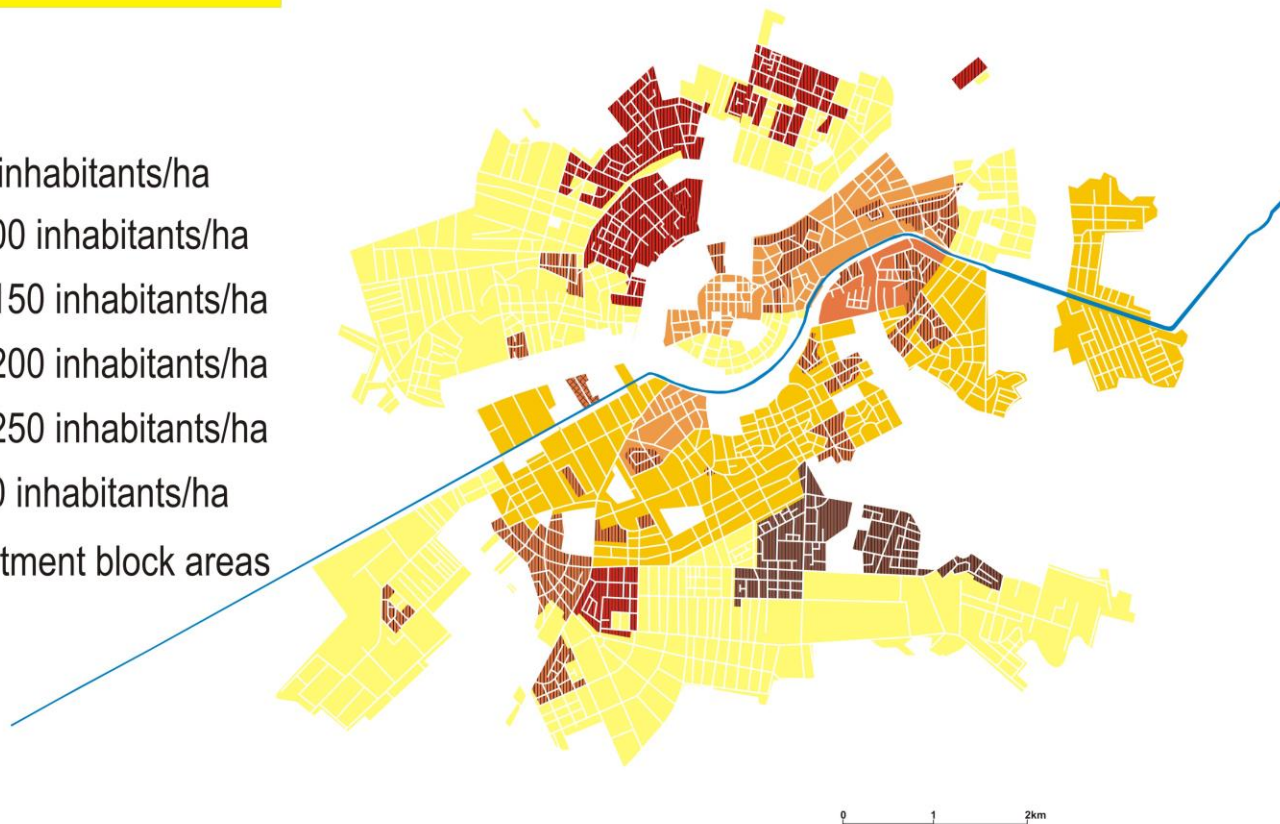 inhabitants/ha
00 inhabitants/ha
150 inhabitants/ha
200 inhabitants/ha
250 inhabitants/ha
0 inhabitants/ha
tment block areas
0 1 2km